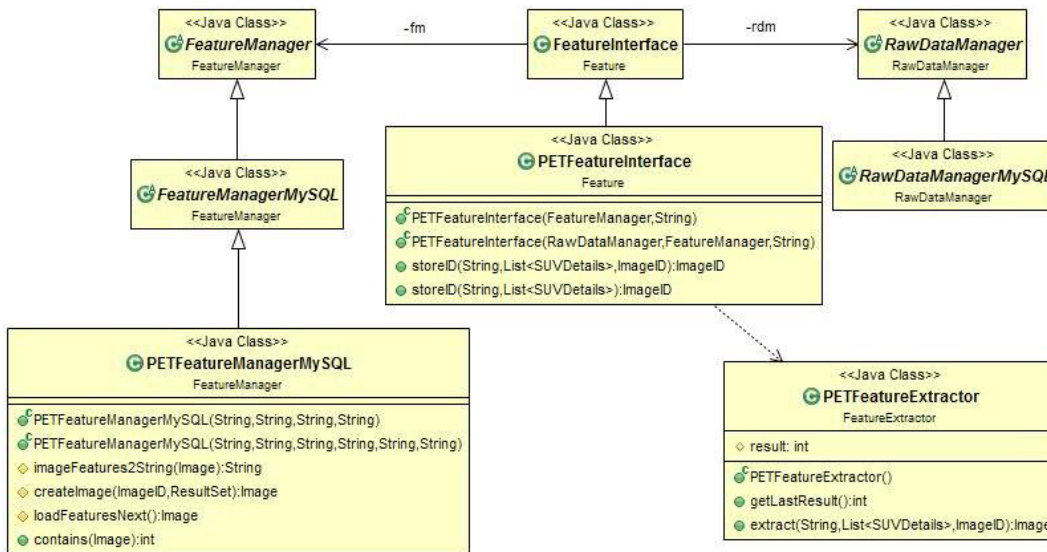 <<Java Class>>
FeatureManager
FeatureManager
-fm
<<Java Class>>
FeatureInterface
Feature
-rdm
<<Java Class>>
RawDataManager
RawDataManager
<<Java Class>>
FeatureManagerMySQL
FeatureManager
<<Java Class>>
PETFeatureInterface
Feature
PETFeatureInterface(FeatureManager,String)
PETFeatureInterface(RawDataManager,FeatureManager,String)
storeID(String,List<SUVDetails>,ImageID):ImageID
storeID(String,List<SUVDetails>):ImageID
<<Java Class>>
RawDataManagerMySQL
RawDataManager
<<Java Class>>
PETFeatureManagerMySQL
FeatureManager
PETFeatureManagerMySQL(String,String,String,String)
PETFeatureManagerMySQL(String,String,String,String,String,String)
imageFeatures2String(Image):String
createImage(ImageID,ResultSet):Image
loadFeaturesNext():Image
contains(Image):int
<<Java Class>>
PETFeatureExtractor
FeatureExtractor
result: int
PETFeatureExtractor()
getLastResult():int
extract(String,List<SUVDetails>,ImageID):Image